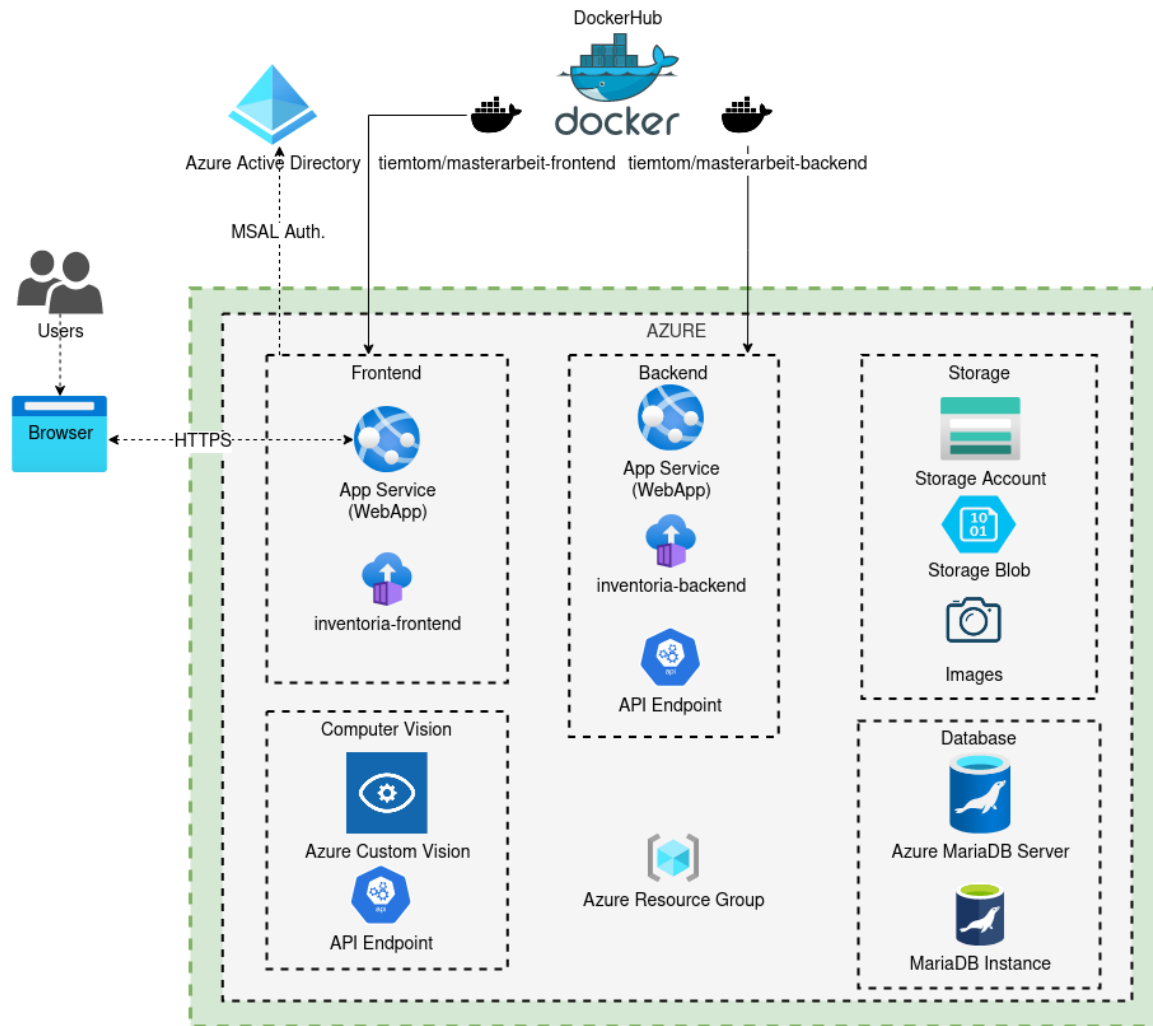 DockerHub
docker
Azure Active Directory
tiemtom/masterarbeit-frontend
tiemtom/masterarbeit-backend
MSAL Auth.
Users
AZURE
Frontend
Backend
Storage
Browser
HTTPS
App Service
(WebApp)
App Service
(WebApp)
Storage Account
10
01
Storage Blob
inventoria-backend
inventoria-frontend
Images
api
API Endpoint
Computer Vision
Database
Azure Custom Vision
Azure MariaDB Server
Azure Resource Group
api
API Endpoint
MariaDB Instance